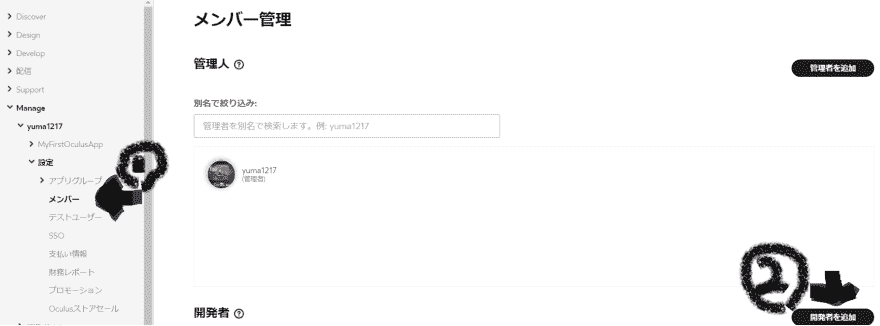 Discover
Design
Develop
配信
Support
Manage
yuma1217
MyFirstOculusApp
設定
アプリグループ
メンバー
テストユーザー
SSO
支払い情報
財務レポート
プロモーション
Oculusストアセール
①
メンバー管理
管理人 ?
管理者を追加
別名で絞り込み:
管理者を別名で検索します。例: yuma1217
yuma1217
(管理者)
②
開発者 ?
開発者を追加